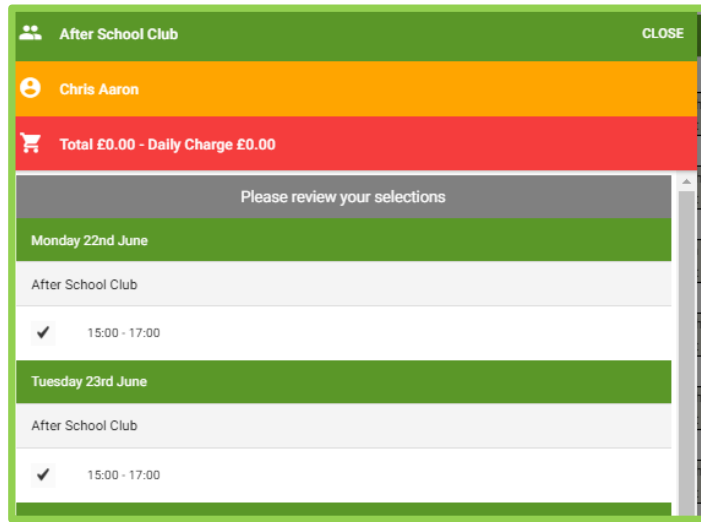 After School Club CLOSE
Chris Aaron
Total £0.00 - Daily Charge £0.00
Please review your selections
Monday 22nd June
After School Club
15:00 - 17:00
Tuesday 23rd June
After School Club
15:00 - 17:00